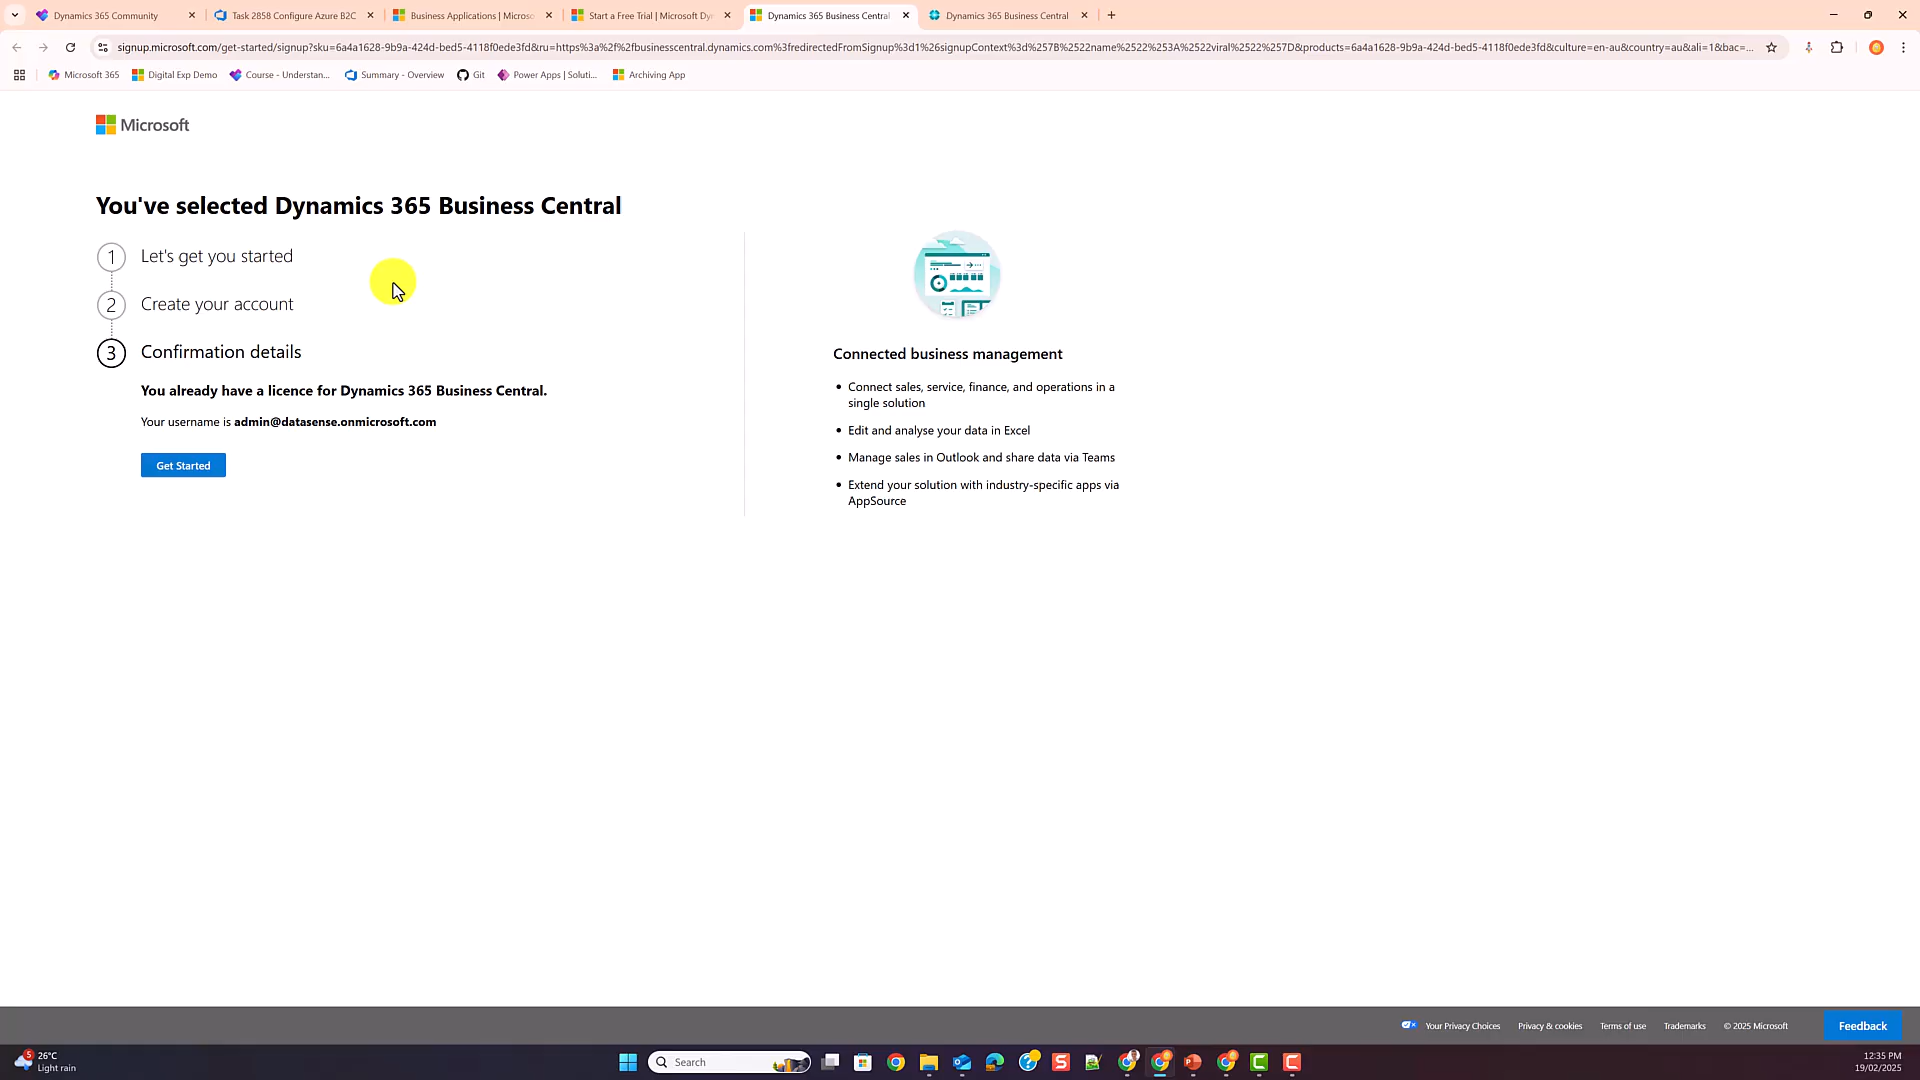 Dynamics 365 Community
Task 2858 Configure Azure B2C
Business Applications | Microso
Start a Free Trial | Microsoft Dy
Dynamics 365 Business Central
Dynamics 365 Business Central
signup.microsoft.com/get-started/signup?sku=6a4a1628-9b9a-424d-bed5-4118f0ede3fd&ru=https%3a%2f%2fbusinesscentral.dynamics.com%3fredirectedFromSignup%3d1%26signupContext%3d%257B%2522name%2522%253A%2522viral%2522%257D&products=6a4a1628-9b9a-424d-bed5-4118f0ede3fd&culture=en-au&country=au&ali=1&bac=...
Microsoft 365
Digital Exp Demo
Course - Understan...
Summary - Overview
Git
Power Apps | Soluti...
Archiving App
Microsoft
You've selected Dynamics 365 Business Central
1 Let's get you started
2 Create your account
3 Confirmation details
You already have a licence for Dynamics 365 Business Central.
Your username is admin@datasense.onmicrosoft.com
Get Started
Connected business management
• Connect sales, service, finance, and operations in a
single solution
• Edit and analyse your data in Excel
• Manage sales in Outlook and share data via Teams
• Extend your solution with industry-specific apps via
AppSource
Your Privacy Choices
Privacy & cookies
Terms of use
Trademarks
© 2025 Microsoft
Feedback
5
26°C
Light rain
Search
12:35 PM
19/02/2025